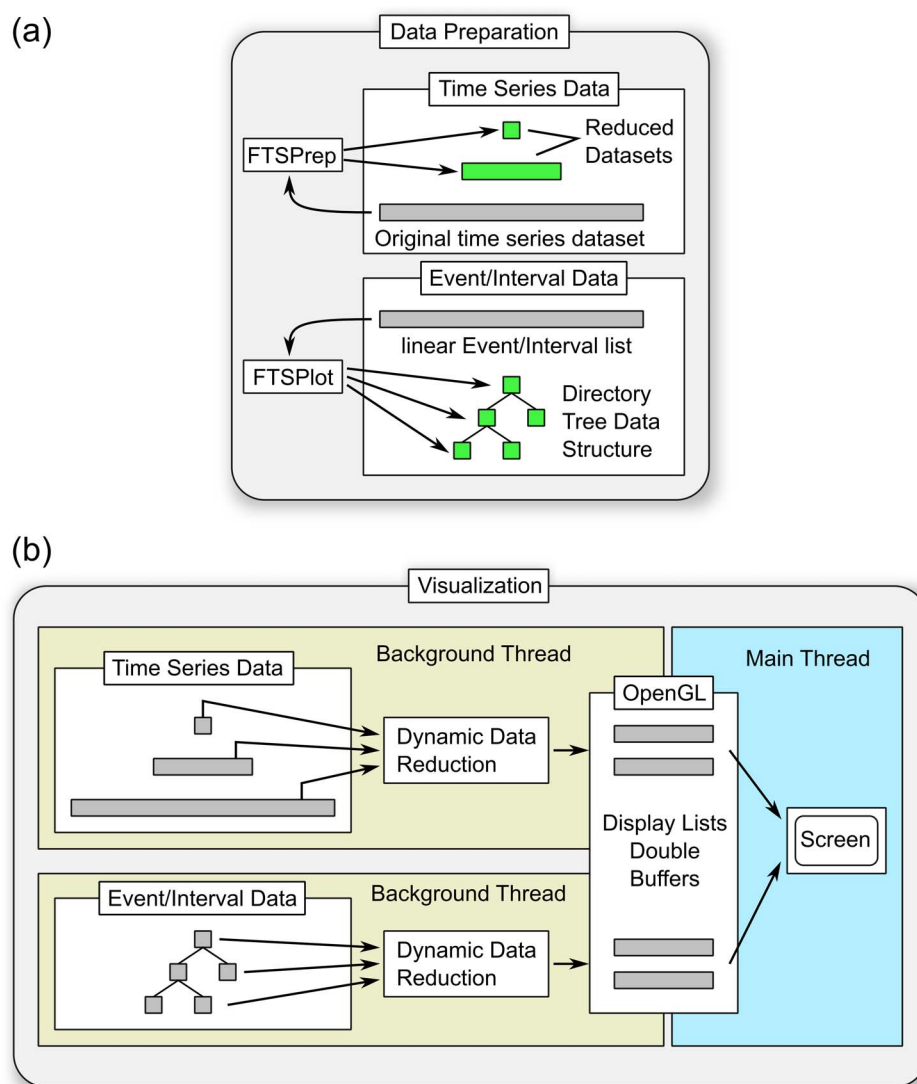 (a)
Data Preparation
Time Series Data
FTSPrep
Reduced
Datasets
Original time series dataset
Event/Interval Data
linear Event/Interval list
FTSPlot
Directory
Tree Data
Structure
(b)
Visualization
Background Thread
Main Thread
Time Series Data
OpenGL
Dynamic Data
Reduction
Display Lists
Double
Buffers
Screen
Background Thread
Event/Interval Data
Dynamic Data
Reduction